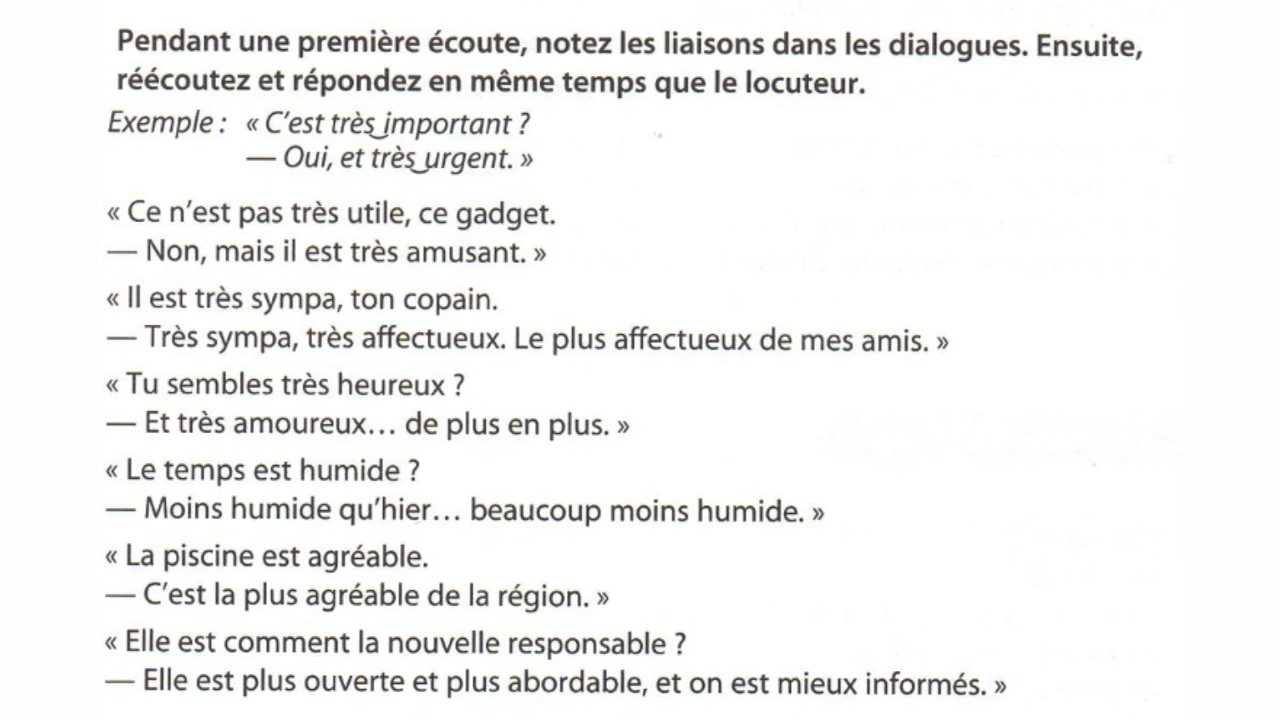 Pendant une première écoute, notez les liaisons dans les dialogues. Ensuite,
réécoutez et répondez en même temps que le locuteur.
Exemple : « C'est très important ?
— Oui, et très urgent. »
« Ce n'est pas très utile, ce gadget.
— Non, mais il est très amusant. »
« Il est très sympa, ton copain.
— Très sympa, très affectueux. Le plus affectueux de mes amis. »
« Tu sembles très heureux ?
— Et très amoureux… de plus en plus. »
« Le temps est humide ?
— Moins humide qu'hier… beaucoup moins humide. »
« La piscine est agréable.
— C'est la plus agréable de la région. »
« Elle est comment la nouvelle responsable ?
— Elle est plus ouverte et plus abordable, et on est mieux informés. »